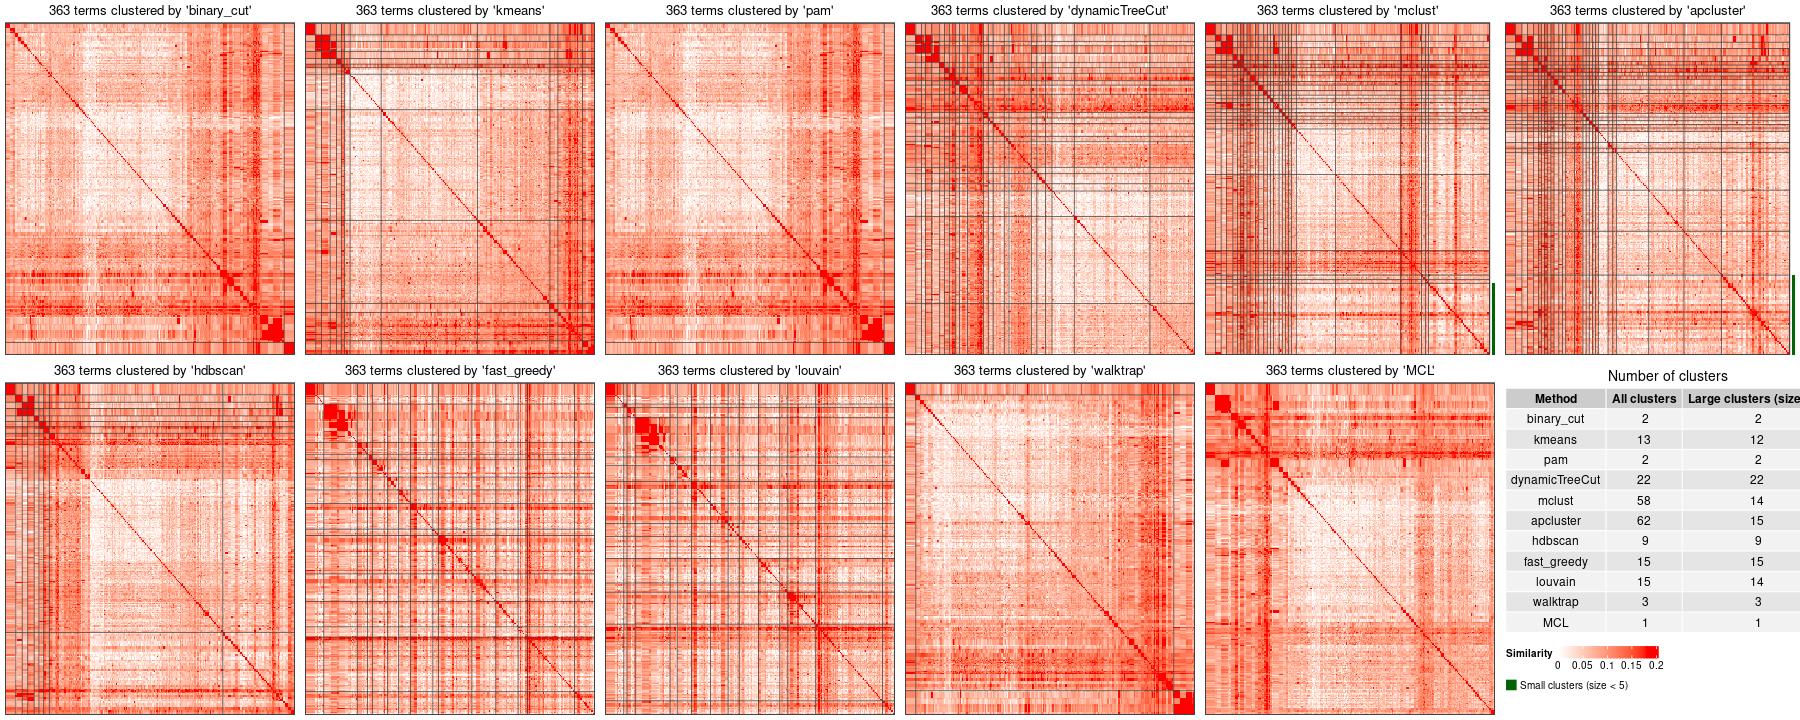 363 terms clustered by 'binary_cut'
363 terms clustered by 'kmeans'
363 terms clustered by 'pam'
363 terms clustered by 'dynamicTreeCut'
363 terms clustered by 'mclust'
363 terms clustered by 'apcluster'
363 terms clustered by 'hdbscan'
363 terms clustered by 'fast_greedy'
363 terms clustered by 'louvain'
363 terms clustered by 'walktrap'
363 terms clustered by 'MCL'
Number of clusters
Method All clusters Large clusters (size
binary_cut 2 2
kmeans 13 12
pam 2 2
dynamicTreeCut 22 22
mclust 58 14
apcluster 62 15
hdbscan 9 9
fast_greedy 15 15
louvain 15 14
walktrap 3 3
MCL 1 1
Similarity
0 0.05 0.1 0.15 0.2
Small clusters (size < 5)